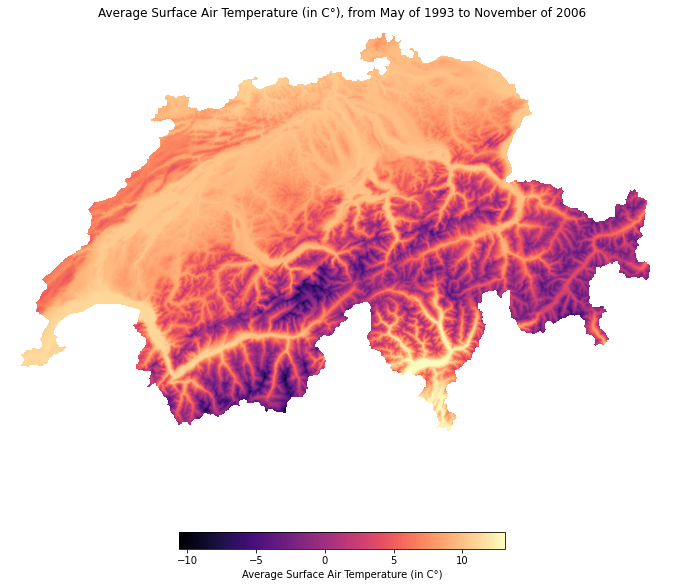 Average Surface Air Temperature (in C°), from May of 1993 to November of 2006
−10 −5 0 5 10
Average Surface Air Temperature (in C°)